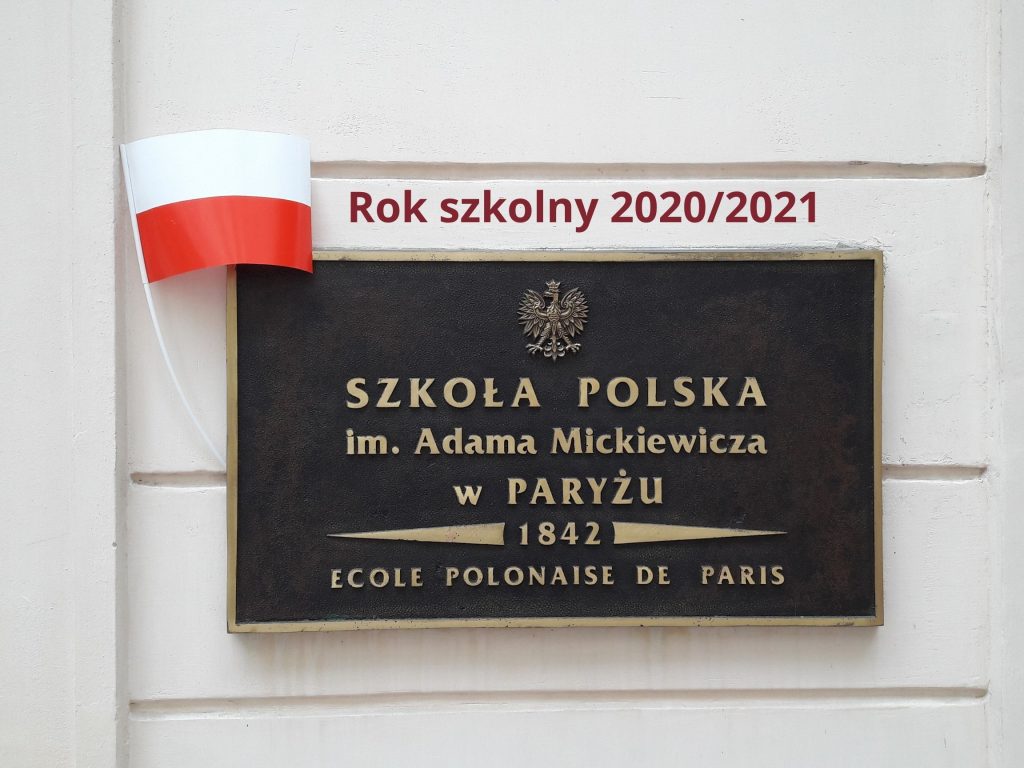 Rok szkolny 2020/2021
SZKOŁA POLSKA
im. Adama Mickiewicza
w PARYŻU
1842
ECOLE POLONAISE DE PARIS